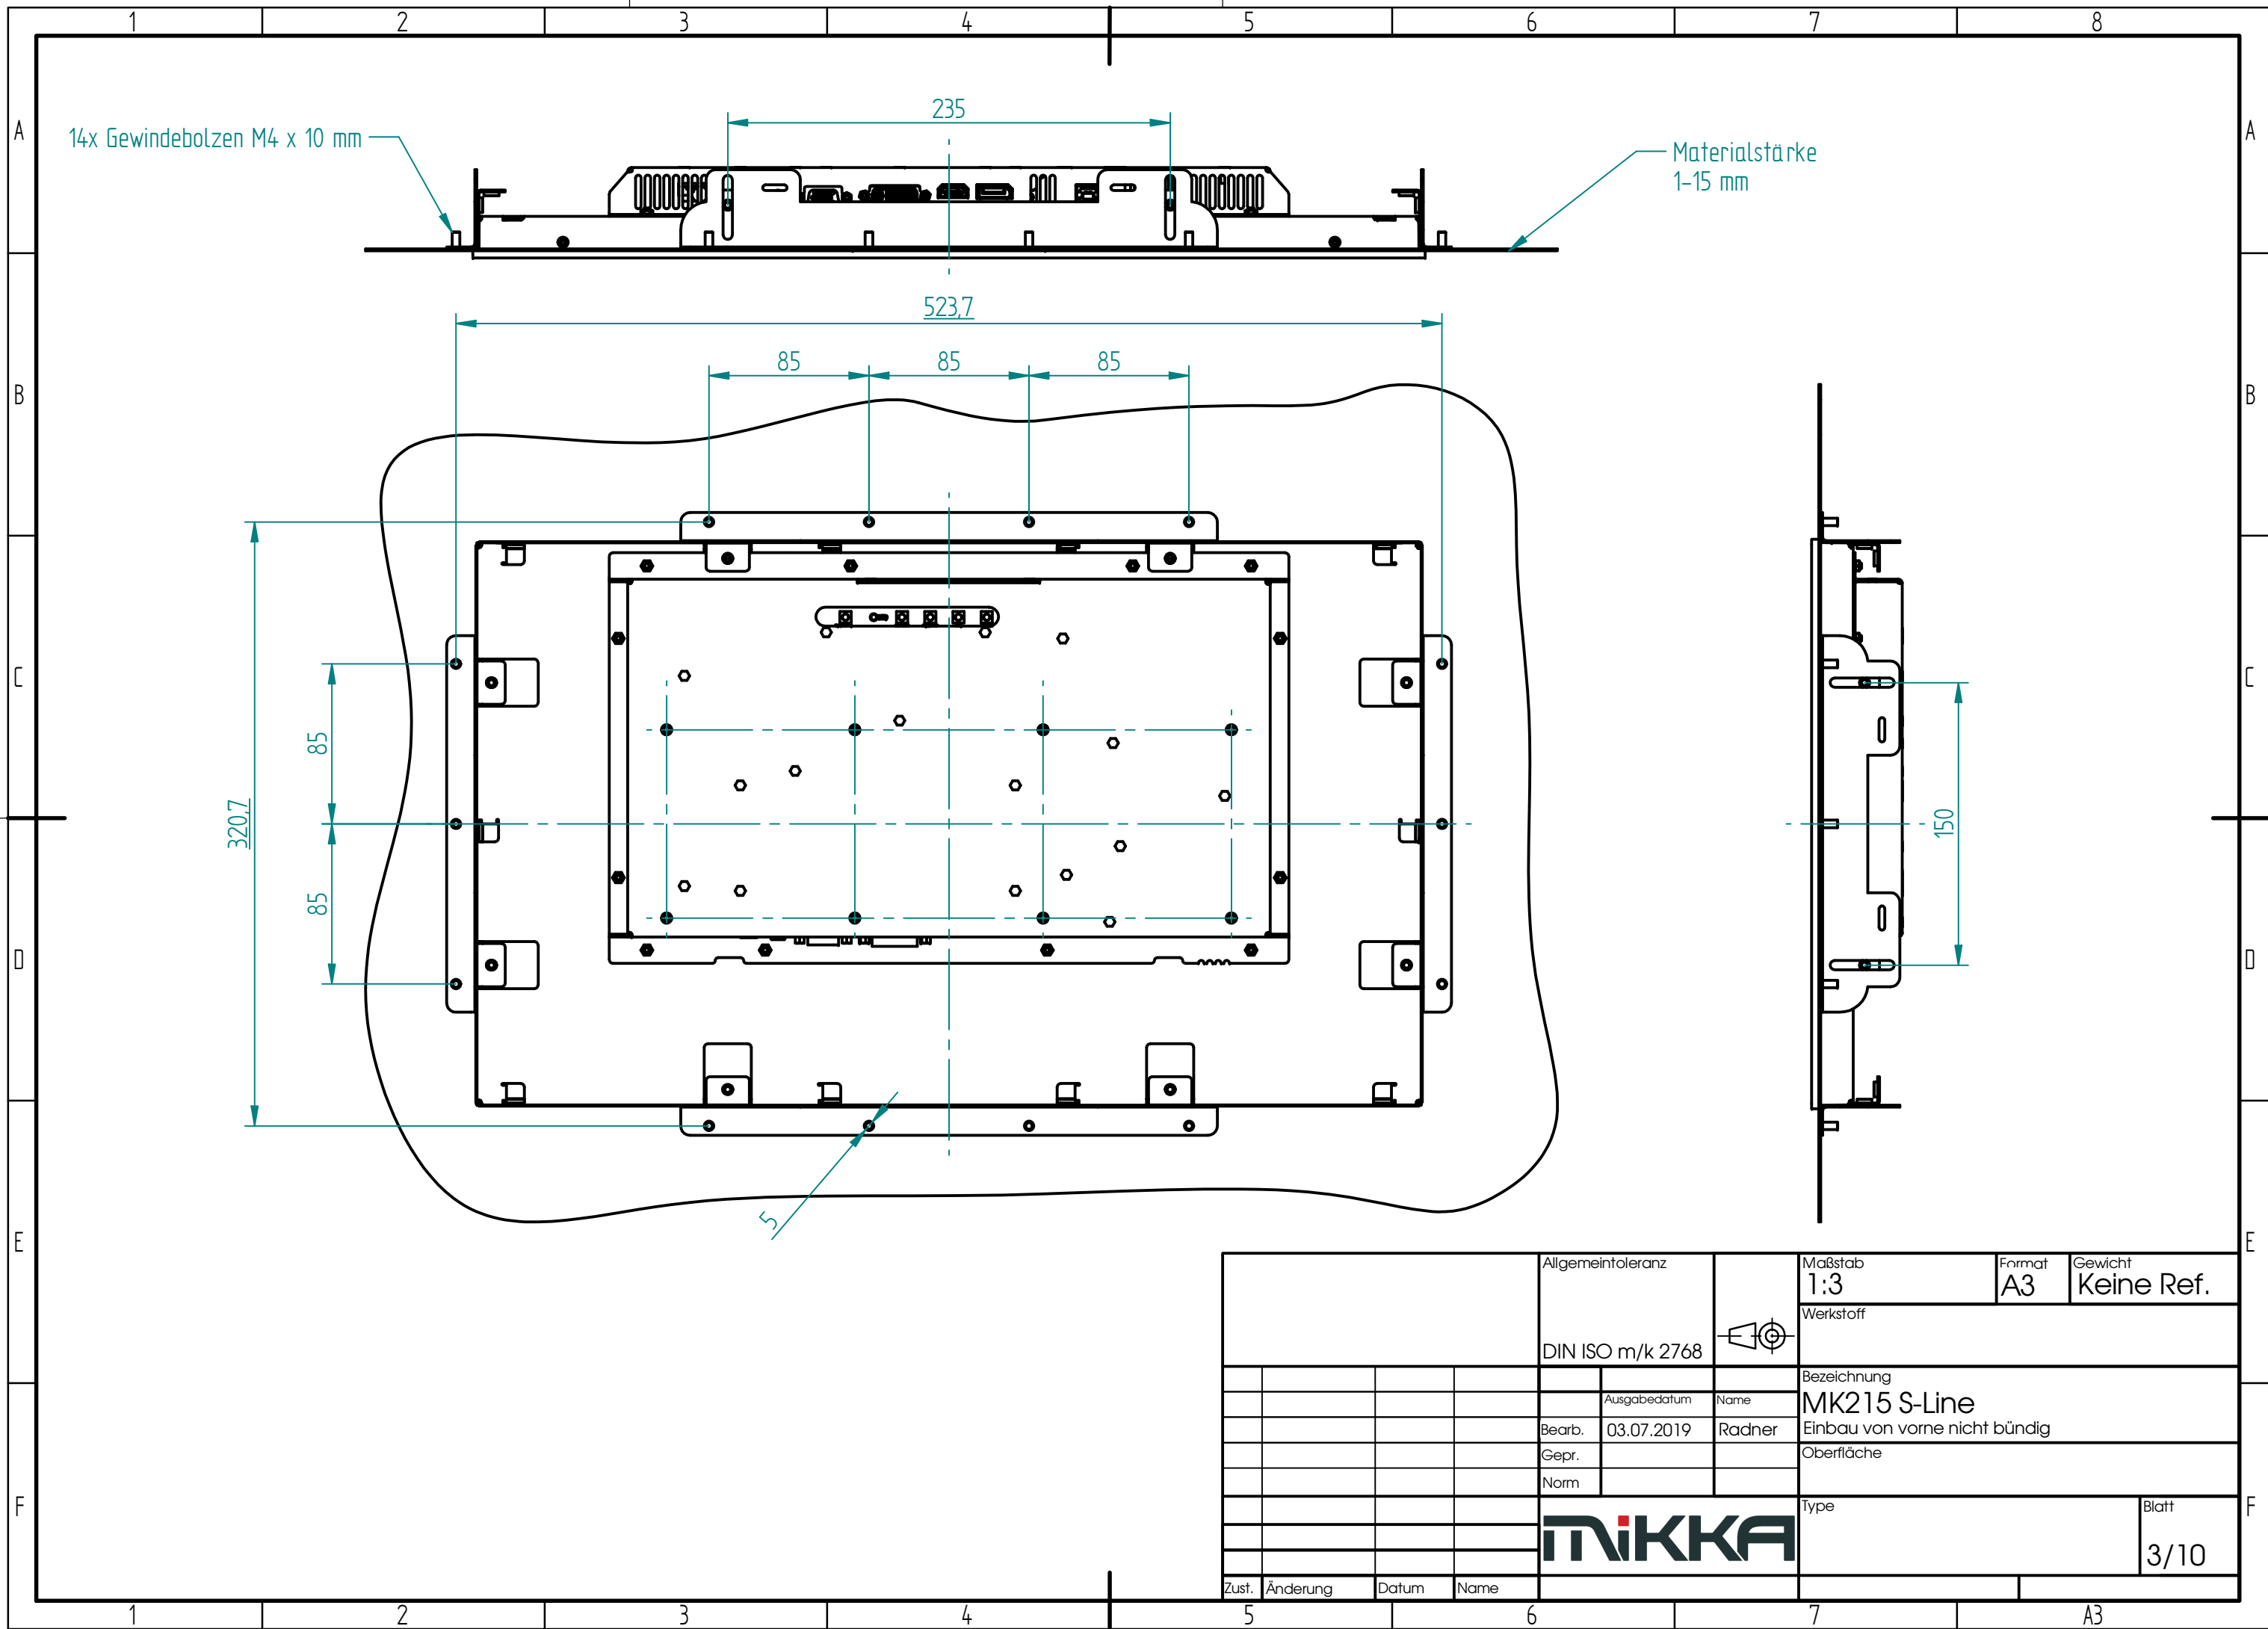 1 2 3 4 5 6 7 8
A A
14x Gewindebolzen M4 x 10 mm
235
Materialstärke
1-15 mm
523,7
85 85 85
B B
C C
85
320,7
150
85
D D
5
E E
Allgemeintoleranz
DIN ISO m/k 2768
Maßstab
1:3
Format
A3
Gewicht
Keine Ref.
Werkstoff
Ausgabedatum Name
Bearb. 03.07.2019 Radner
Gepr.
Norm
Bezeichnung
MK215 S-Line
Einbau von vorne nicht bündig
Oberfläche
F F
MiKKA
Type
Blatt
3/10
Zust. Änderung Datum Name
1 2 3 4 5 6 7 A3